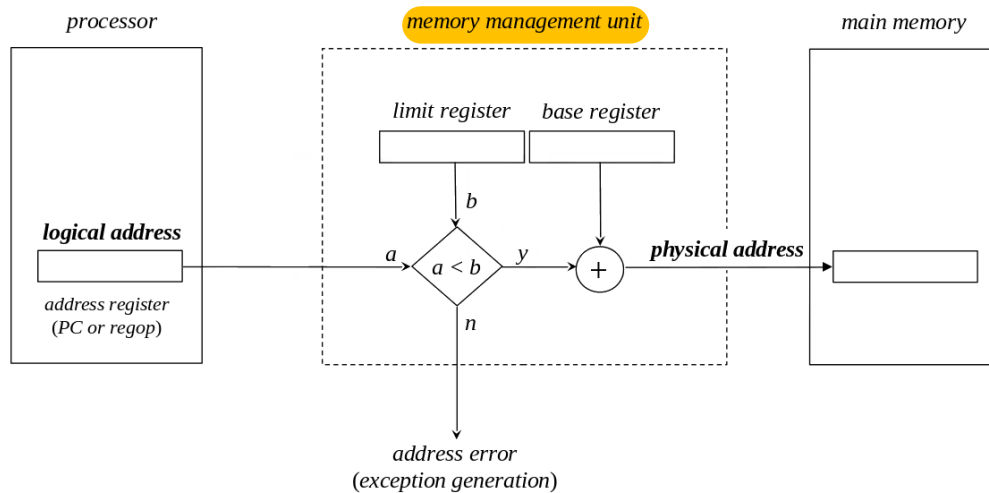 processor
memory management unit
main memory
limit register
base register
b
logical address
a
a < b
y
+
physical address
address register
(PC or regop)
n
address error
(exception generation)